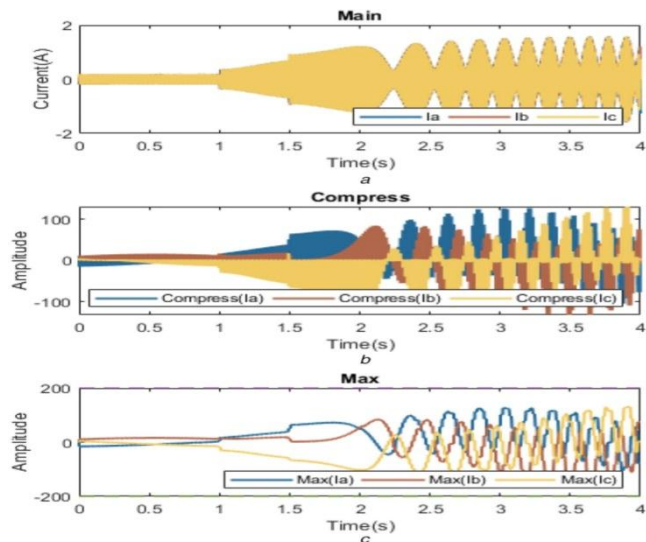 Main
2
0
-2
Current(A)
Ia Ib Ic
0 0.5 1 1.5 2 2.5 3 3.5 4
Time(s)
a
Compress
100
0
-100
Amplitude
Compress(Ia) Compress(Ib) Compress(Ic)
0 0.5 1 1.5 2 2.5 3 3.5 4
Time(s)
b
Max
200
0
-200
Amplitude
Max(Ia) Max(Ib) Max(Ic)
0 0.5 1 1.5 2 2.5 3 3.5 4
Time(s)
c